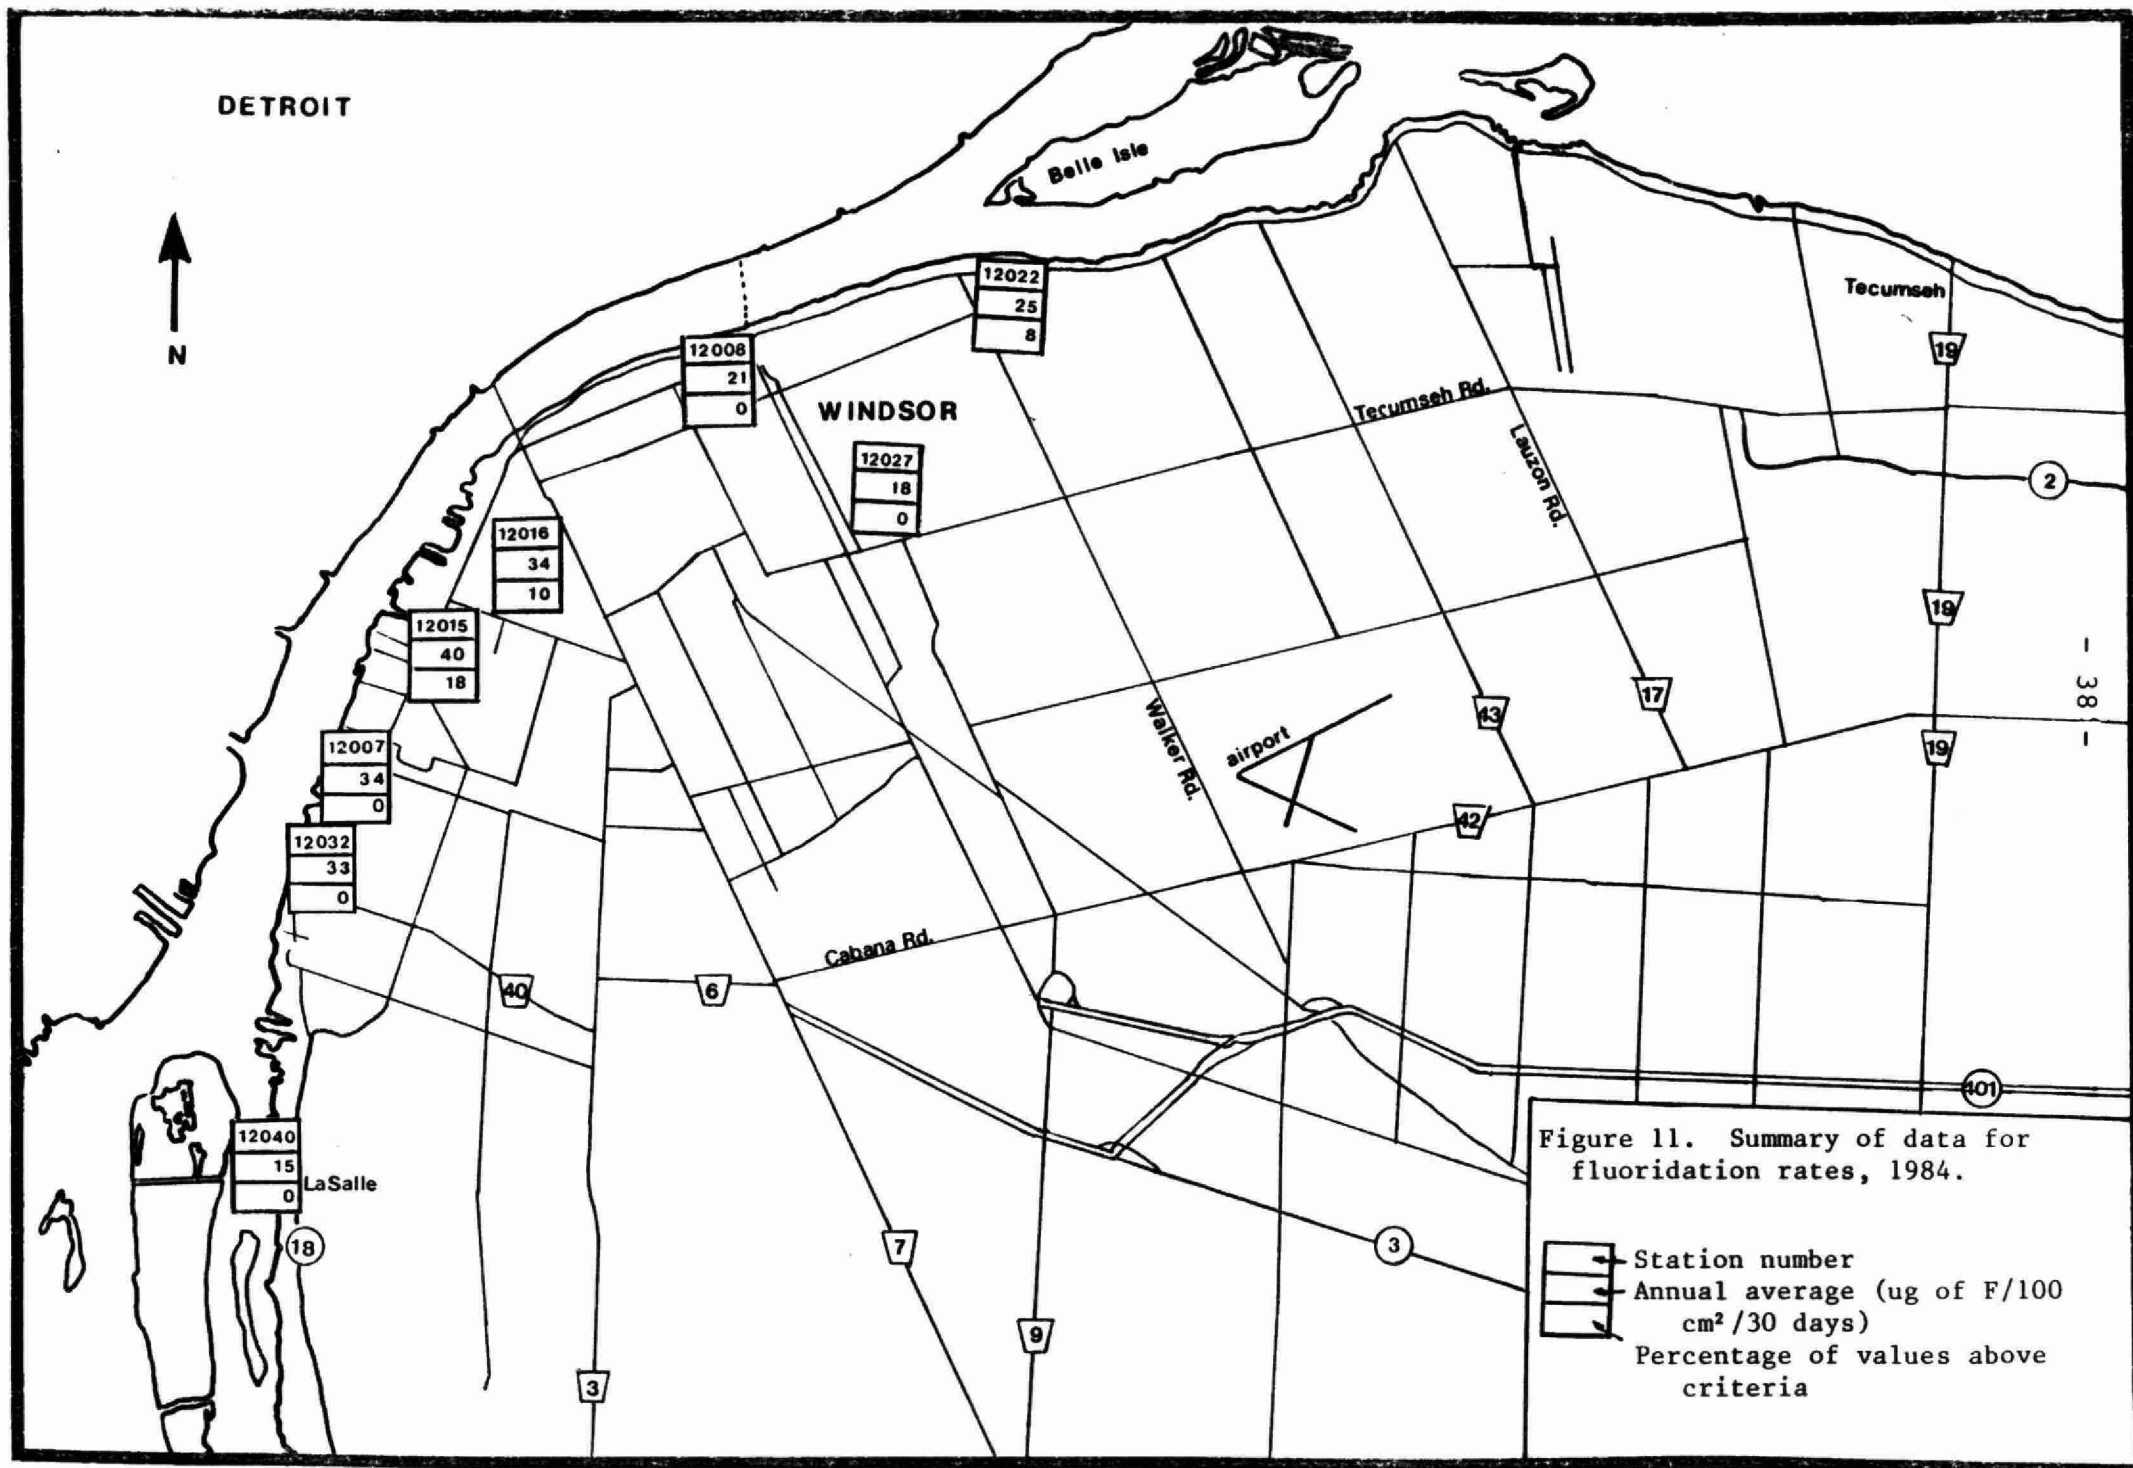 DETROIT
Belle Isle
N
12022
25
8
Tecumseh
19
12008
21
0
WINDSOR
Tecumseh Rd.
Lauzon Rd.
2
12027
18
0
12016
34
10
19
12015
40
18
- 38 -
17
43
Walker Rd.
airport
19
12007
34
0
42
12032
33
0
Cabana Rd.
40
6
401
12040
15
0
LaSalle
18
7
3
9
3
Figure 11. Summary of data for
fluoridation rates, 1984.
Station number
Annual average (ug of F/100
cm²/30 days)
Percentage of values above
criteria